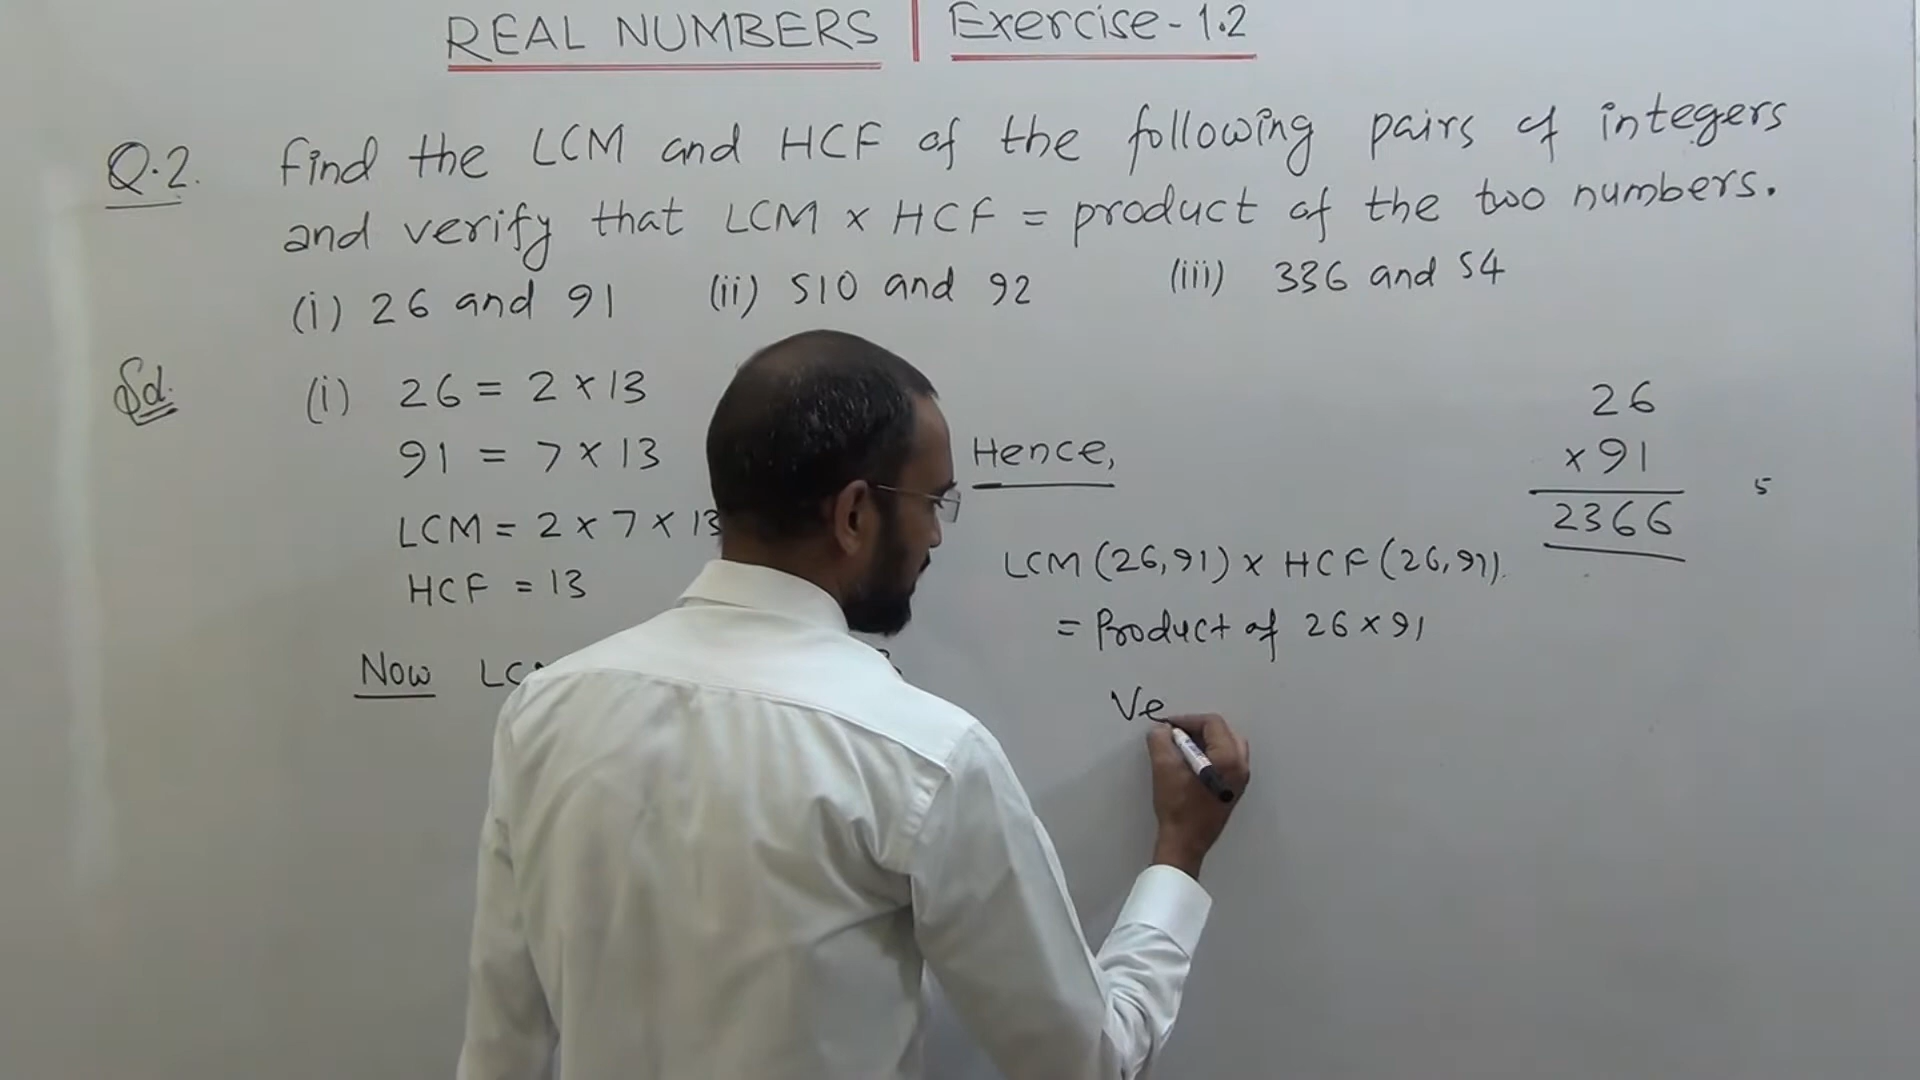 REAL NUMBERS | Exercise-1.2
Q.2. find the LCM and HCF of the following pairs of integers
and verify that LCM x HCF = product of the two numbers.
(i) 26 and 91 (ii) 510 and 92 (iii) 336 and 54
Sol. (i) 26 = 2 x 13
91 = 7 x 13
LCM = 2 x 7 x 13
HCF = 13
Now
Hence,
LCM (26,91) x HCF (26,91).
= Product of 26 x 91
Ve
26
x 91
2366
5